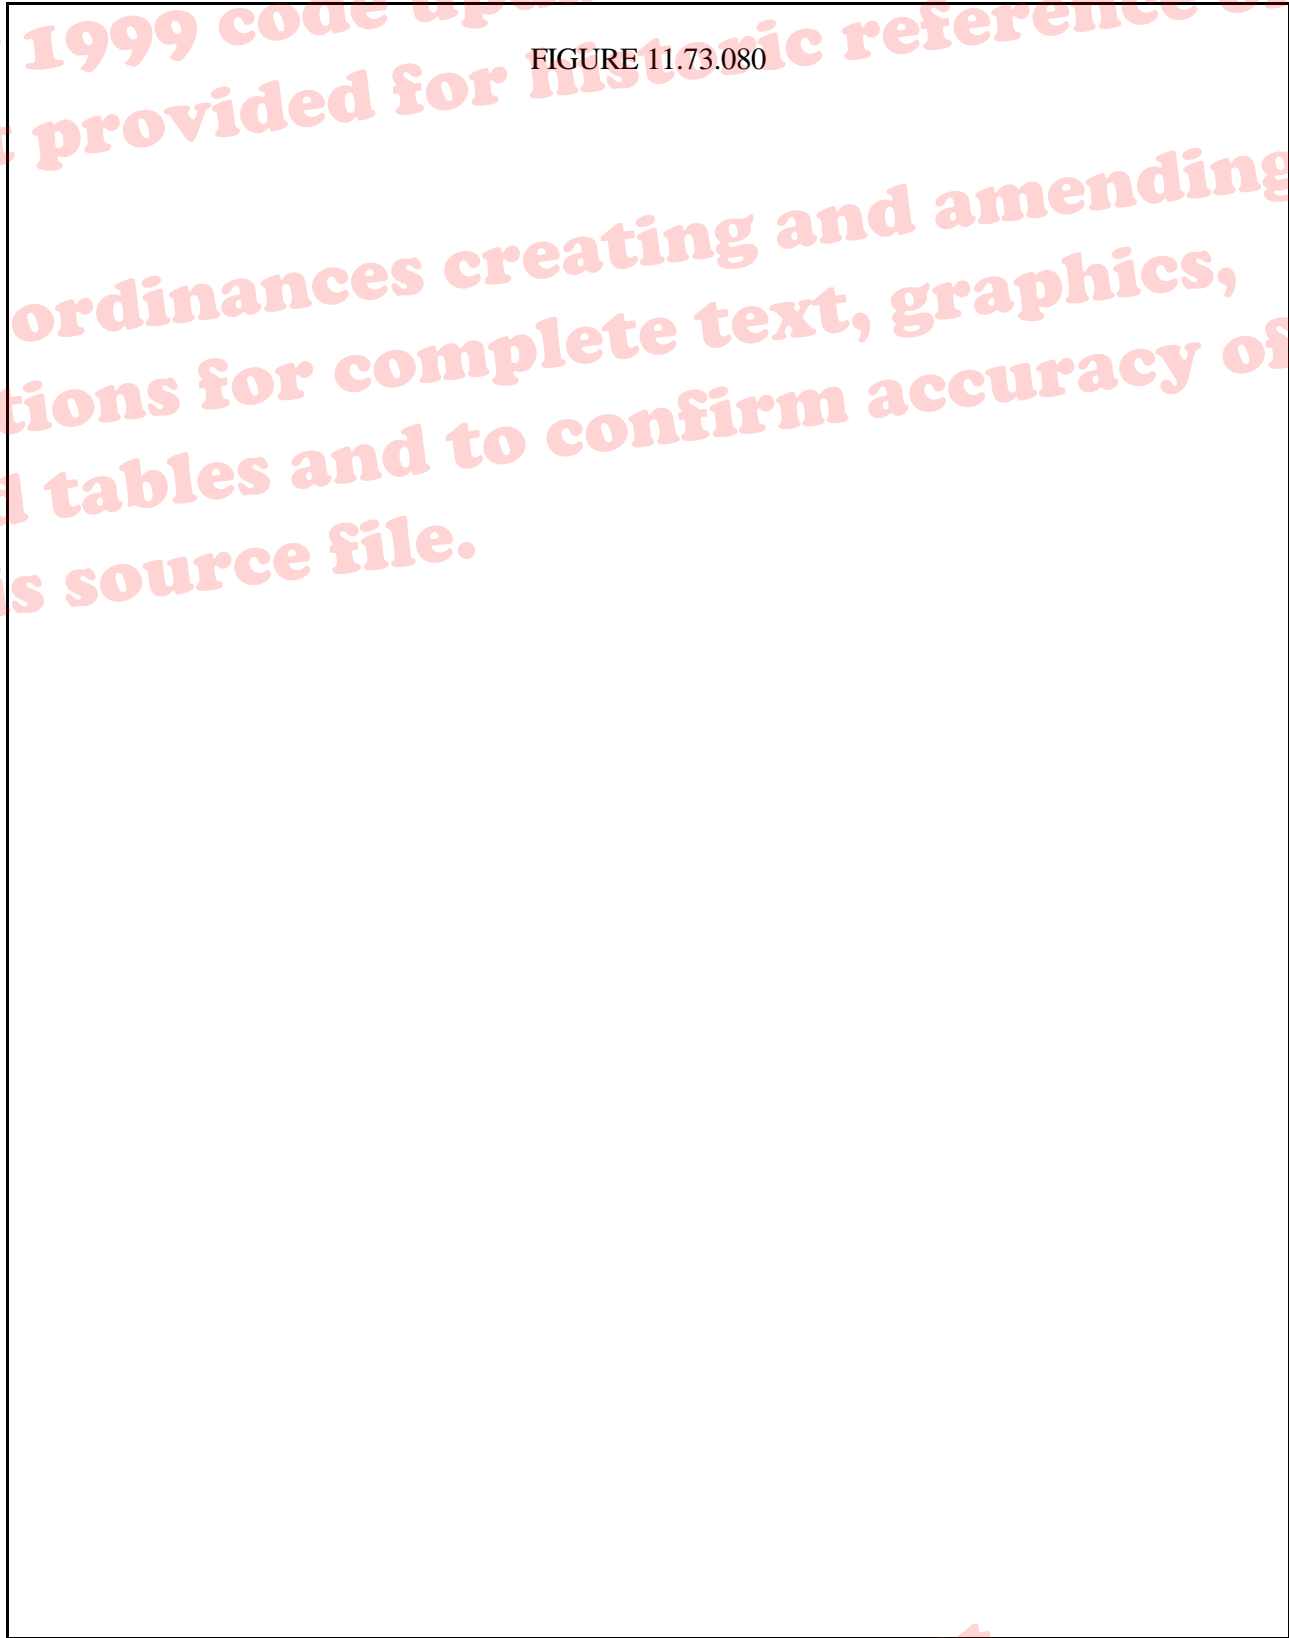 1999 code
FIGURE 11.73.080
provided for historic reference
ordinances creating and amending
for complete text, graphics,
tables and to confirm accuracy of
source file.